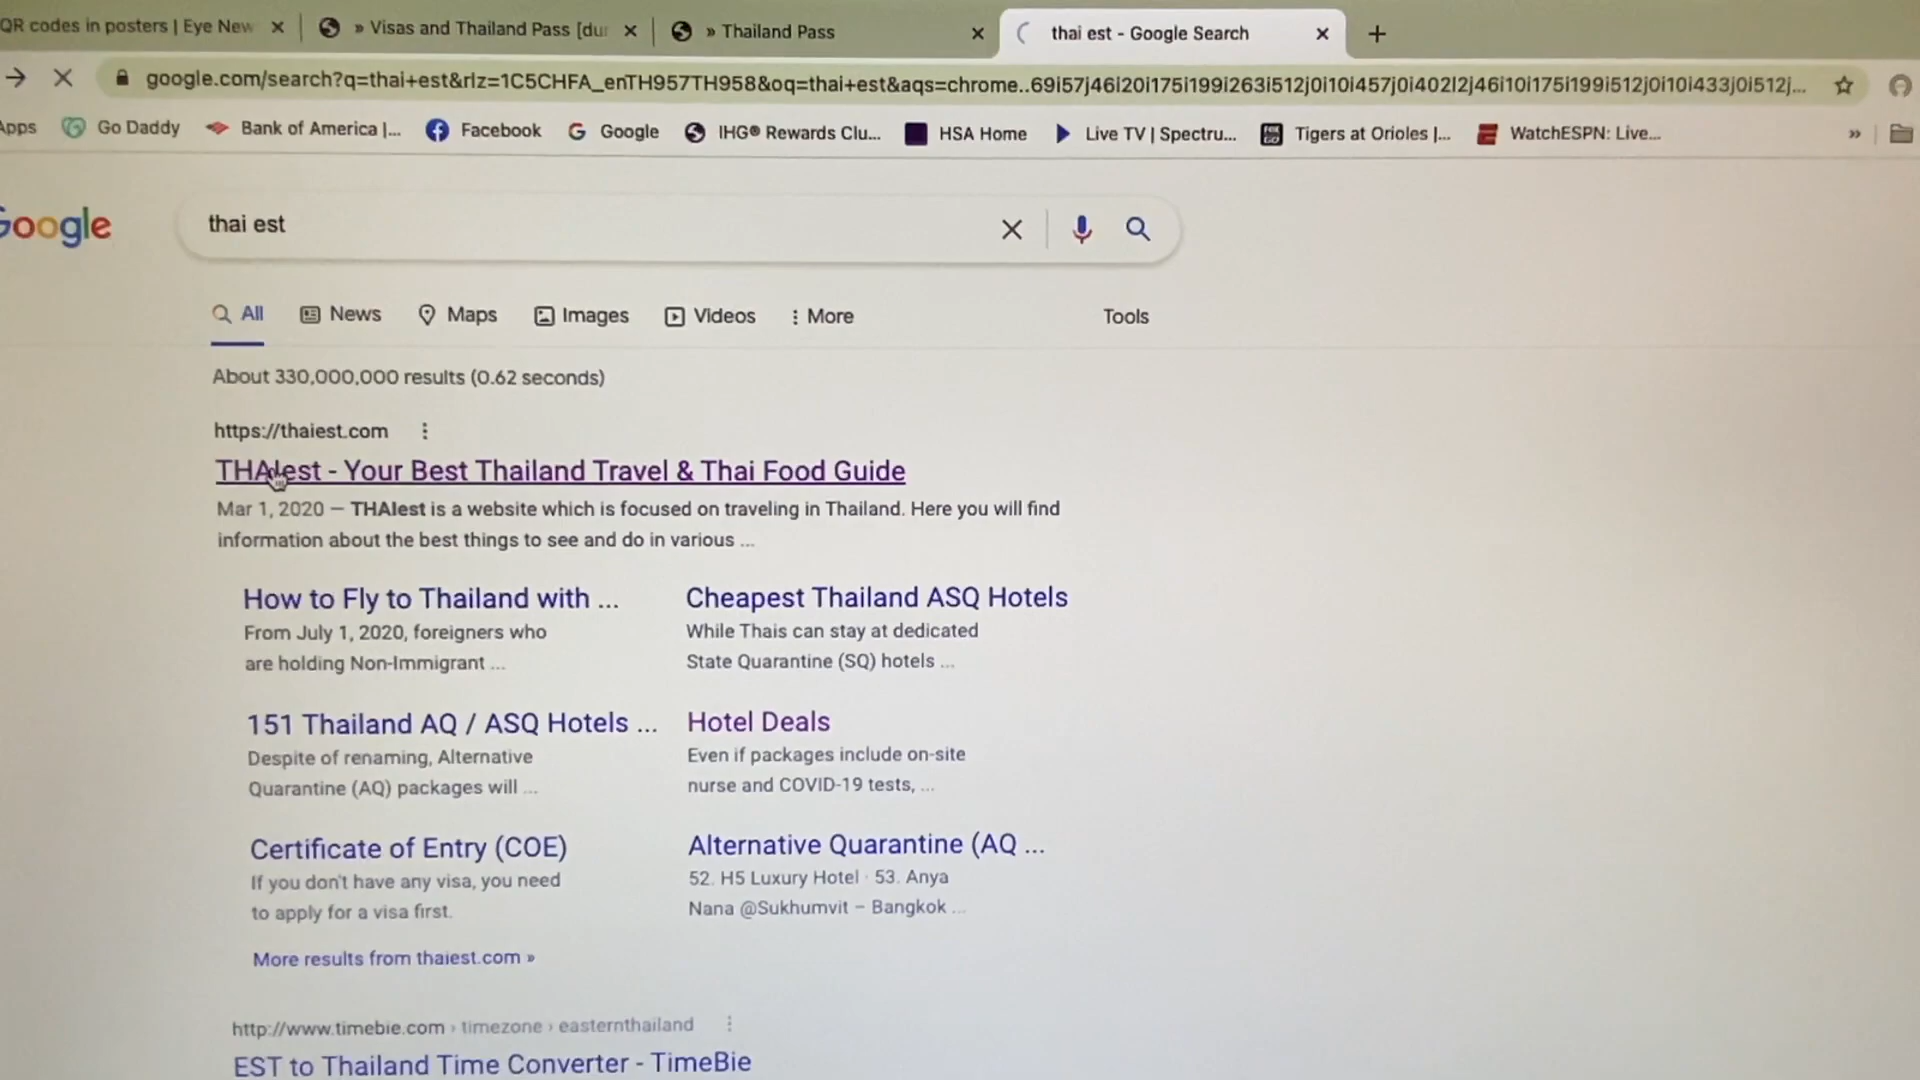 QR codes in posters | Eye New
» Visas and Thailand Pass [dur
» Thailand Pass
thai est - Google Search
google.com/search?q=thai+est&rlz=1C5CHFA_enTH957TH958&oq=thai+est&aqs=chrome..69i57j46i20i175i199i263i512j0i10i457j0i402l2j46i10i175i199i512j0i10i433j0i512j...
Apps
Go Daddy
Bank of America |...
Facebook
Google
IHG® Rewards Clu...
HSA Home
Live TV | Spectru...
Tigers at Orioles |...
WatchESPN: Live...
»
Google
thai est
All
News
Maps
Images
Videos
More
Tools
About 330,000,000 results (0.62 seconds)
https://thaiest.com
THAIest - Your Best Thailand Travel & Thai Food Guide
Mar 1, 2020 — THAIest is a website which is focused on traveling in Thailand. Here you will find
information about the best things to see and do in various ...
How to Fly to Thailand with ...
From July 1, 2020, foreigners who
are holding Non-Immigrant ...
Cheapest Thailand ASQ Hotels
While Thais can stay at dedicated
State Quarantine (SQ) hotels ...
151 Thailand AQ / ASQ Hotels ...
Despite of renaming, Alternative
Quarantine (AQ) packages will ...
Hotel Deals
Even if packages include on-site
nurse and COVID-19 tests, ...
Certificate of Entry (COE)
If you don't have any visa, you need
to apply for a visa first.
Alternative Quarantine (AQ ...
52. H5 Luxury Hotel · 53. Anya
Nana @Sukhumvit – Bangkok ...
More results from thaiest.com »
http://www.timebie.com › timezone › easternthailand
EST to Thailand Time Converter - TimeBie